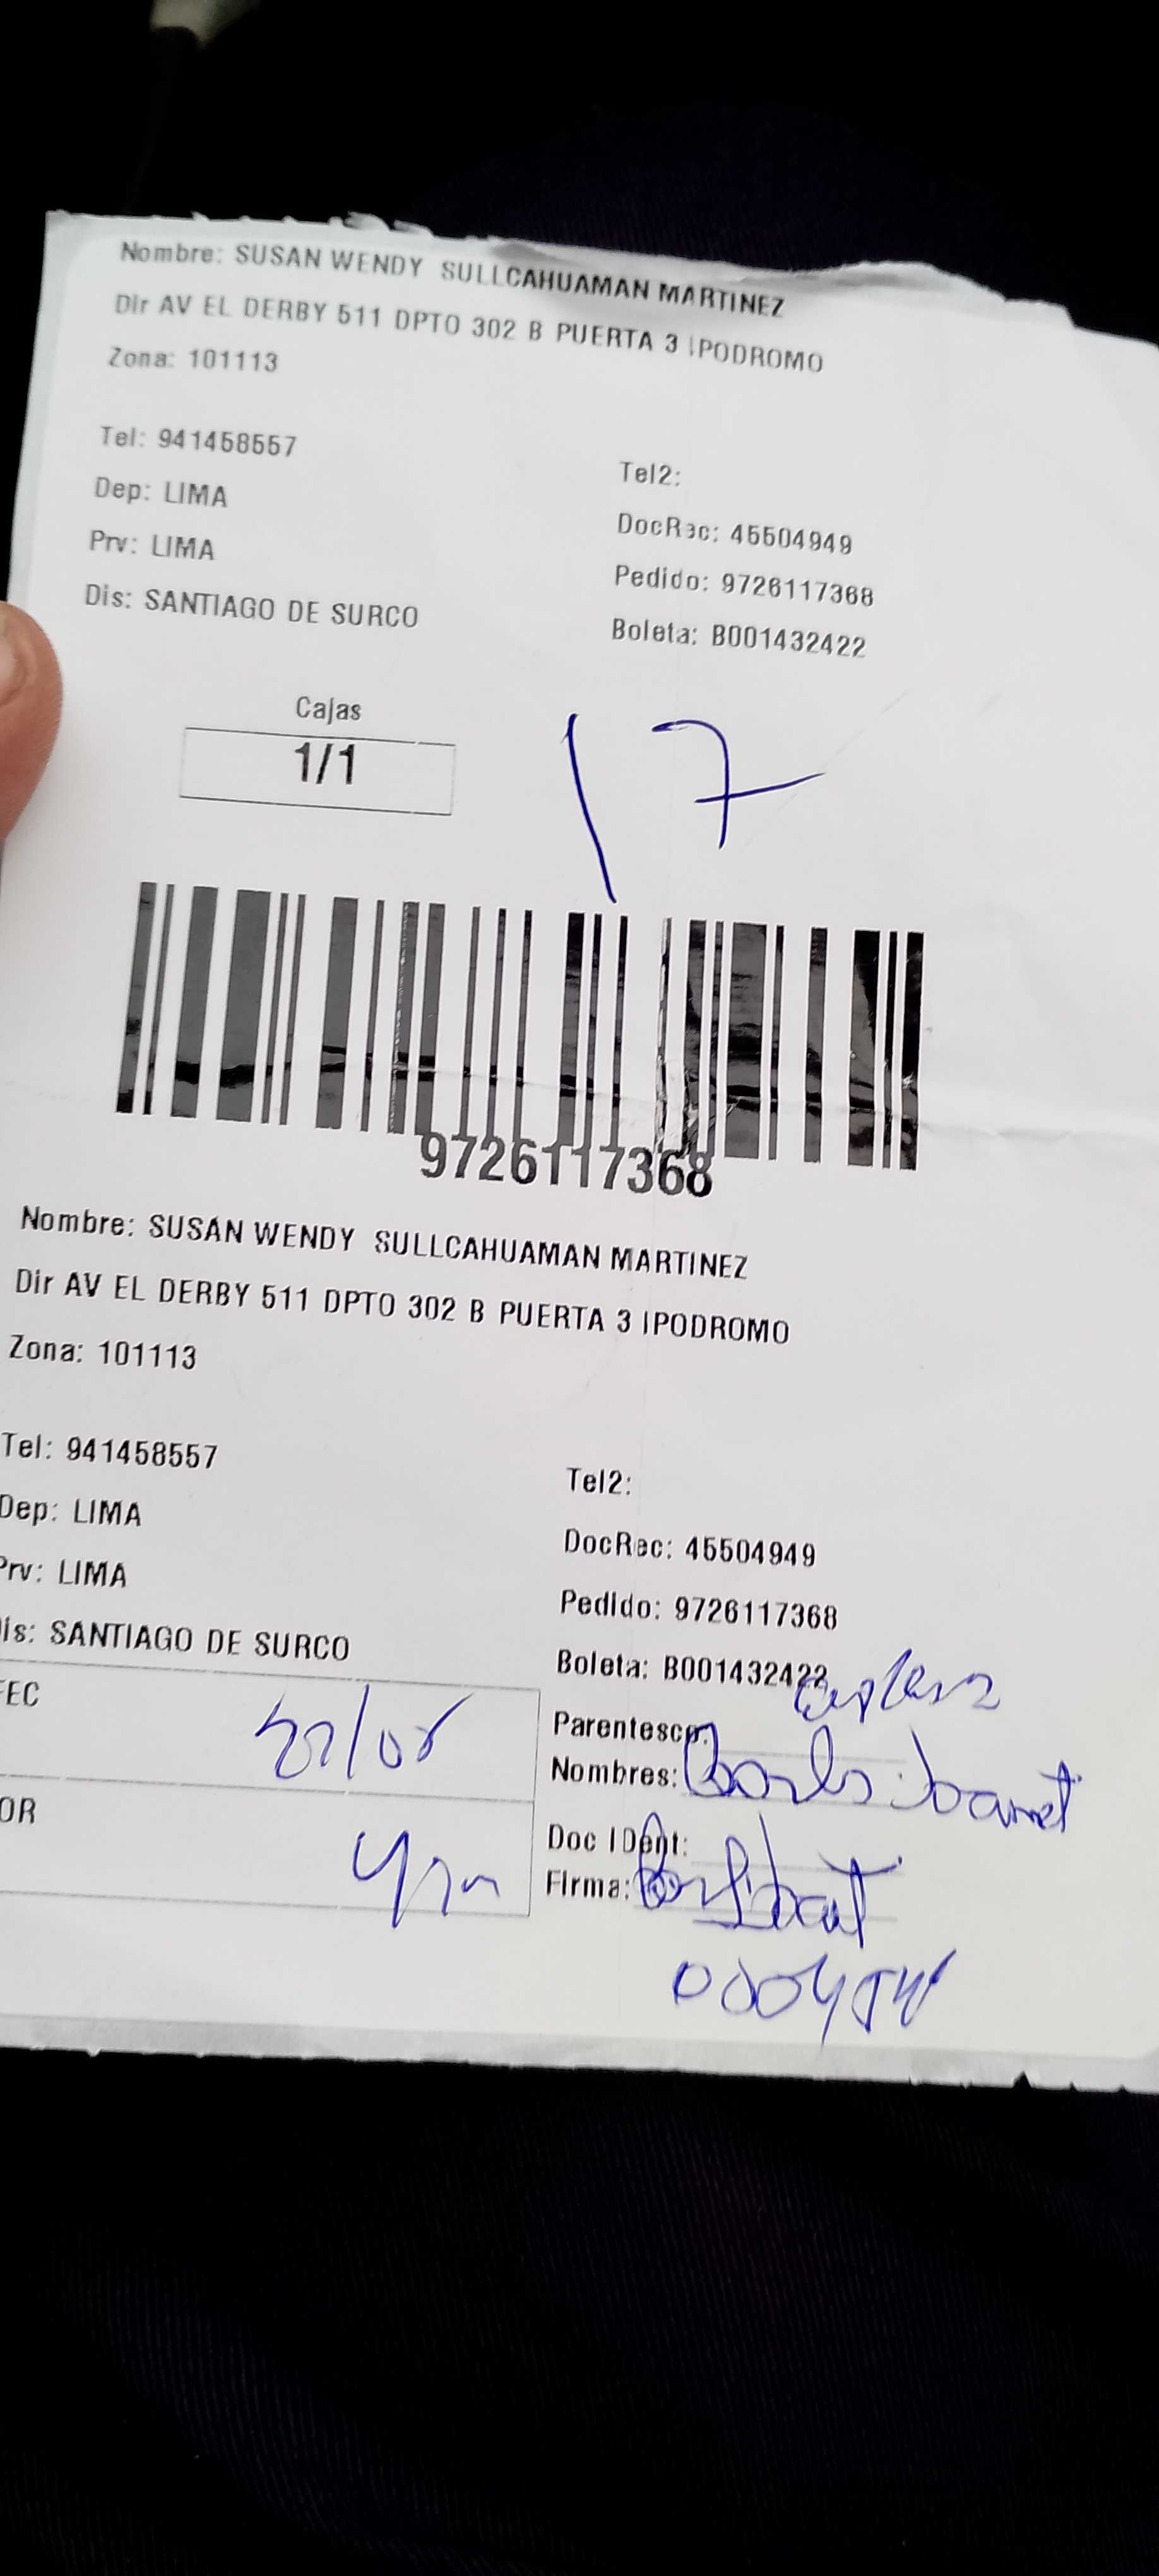 Nombre: SUSAN WENDY SULLCAHUAMAN MARTINEZ
Dir AV EL DERBY 511 DPTO 302 B PUERTA 3 IPODROMO
Zona: 101113
Tel: 941458557
Tel2:
Dep: LIMA
DocRec: 45504949
Prv: LIMA
Pedido: 9726117368
Dis: SANTIAGO DE SURCO
Boleta: B001432422
Cajas
1/1
17
9726117368
Nombre: SUSAN WENDY SULLCAHUAMAN MARTINEZ
Dir AV EL DERBY 511 DPTO 302 B PUERTA 3 IPODROMO
Zona: 101113
Tel: 941458557
Tel2:
Dep: LIMA
DocRec: 45504949
Prv: LIMA
Pedido: 9726117368
is: SANTIAGO DE SURCO
Boleta: B001432422
FEC
Parentesco:
Nombres:
OR
Doc IDent:
Firma: